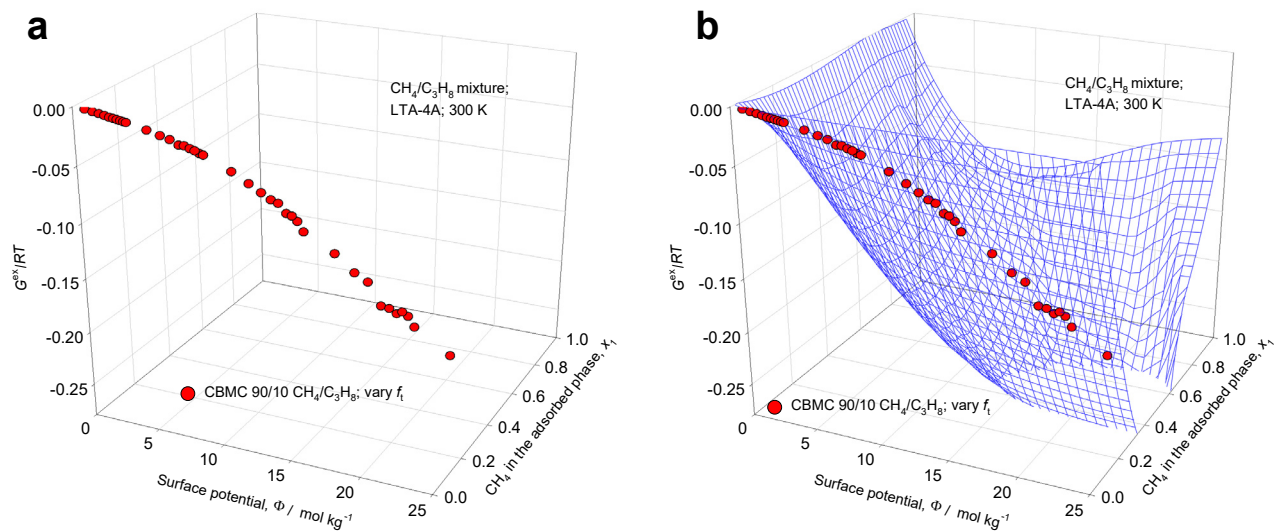 a
CH₄/C₃H₈ mixture;
LTA-4A; 300 K
0.00
-0.05
-0.10
-0.15
-0.20
-0.25
Gᵉˣ/RT
CBMC 90/10 CH₄/C₃H₈; vary fₜ
0
5
10
15
20
25
Surface potential, Φ / mol kg⁻¹
0.0
0.2
0.4
0.6
0.8
1.0
CH₄ in the adsorbed phase, x₁
b
CH₄/C₃H₈ mixture;
LTA-4A; 300 K
0.00
-0.05
-0.10
-0.15
-0.20
-0.25
Gᵉˣ/RT
CBMC 90/10 CH₄/C₃H₈; vary fₜ
0
5
10
15
20
25
Surface potential, Φ / mol kg⁻¹
0.0
0.2
0.4
0.6
0.8
1.0
CH₄ in the adsorbed phase, x₁